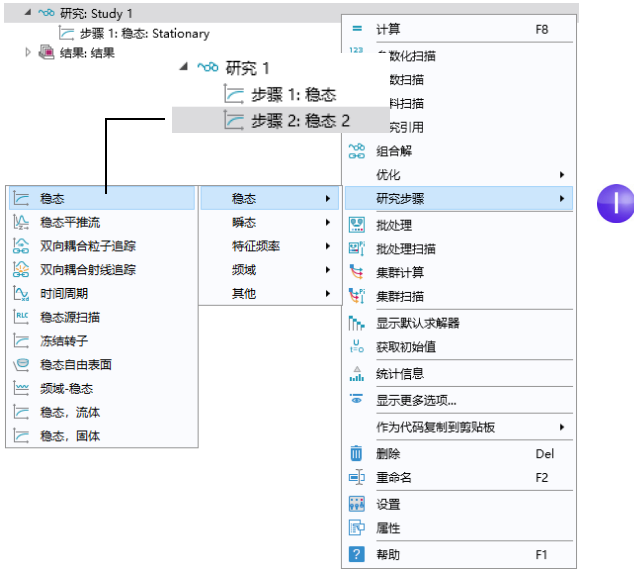 研究: Study 1
步骤 1: 稳态: Stationary
结果: 结果
研究 1
步骤 1: 稳态
步骤 2: 稳态 2
计算 F8
123
数化扫描
数扫描
料扫描
究引用
组合解
优化
研究步骤
批处理
批处理扫描
集群计算
集群扫描
显示默认求解器
U t=0 获取初始值
统计信息
显示更多选项...
作为代码复制到剪贴板
删除 Del
重命名 F2
设置
属性
? 帮助 F1
稳态
瞬态
特征频率
频域
其他
稳态
稳态平推流
双向耦合粒子追踪
双向耦合射线追踪
时间周期
RLC 稳态源扫描
冻结转子
稳态自由表面
频域-稳态
稳态，流体
稳态，固体
I